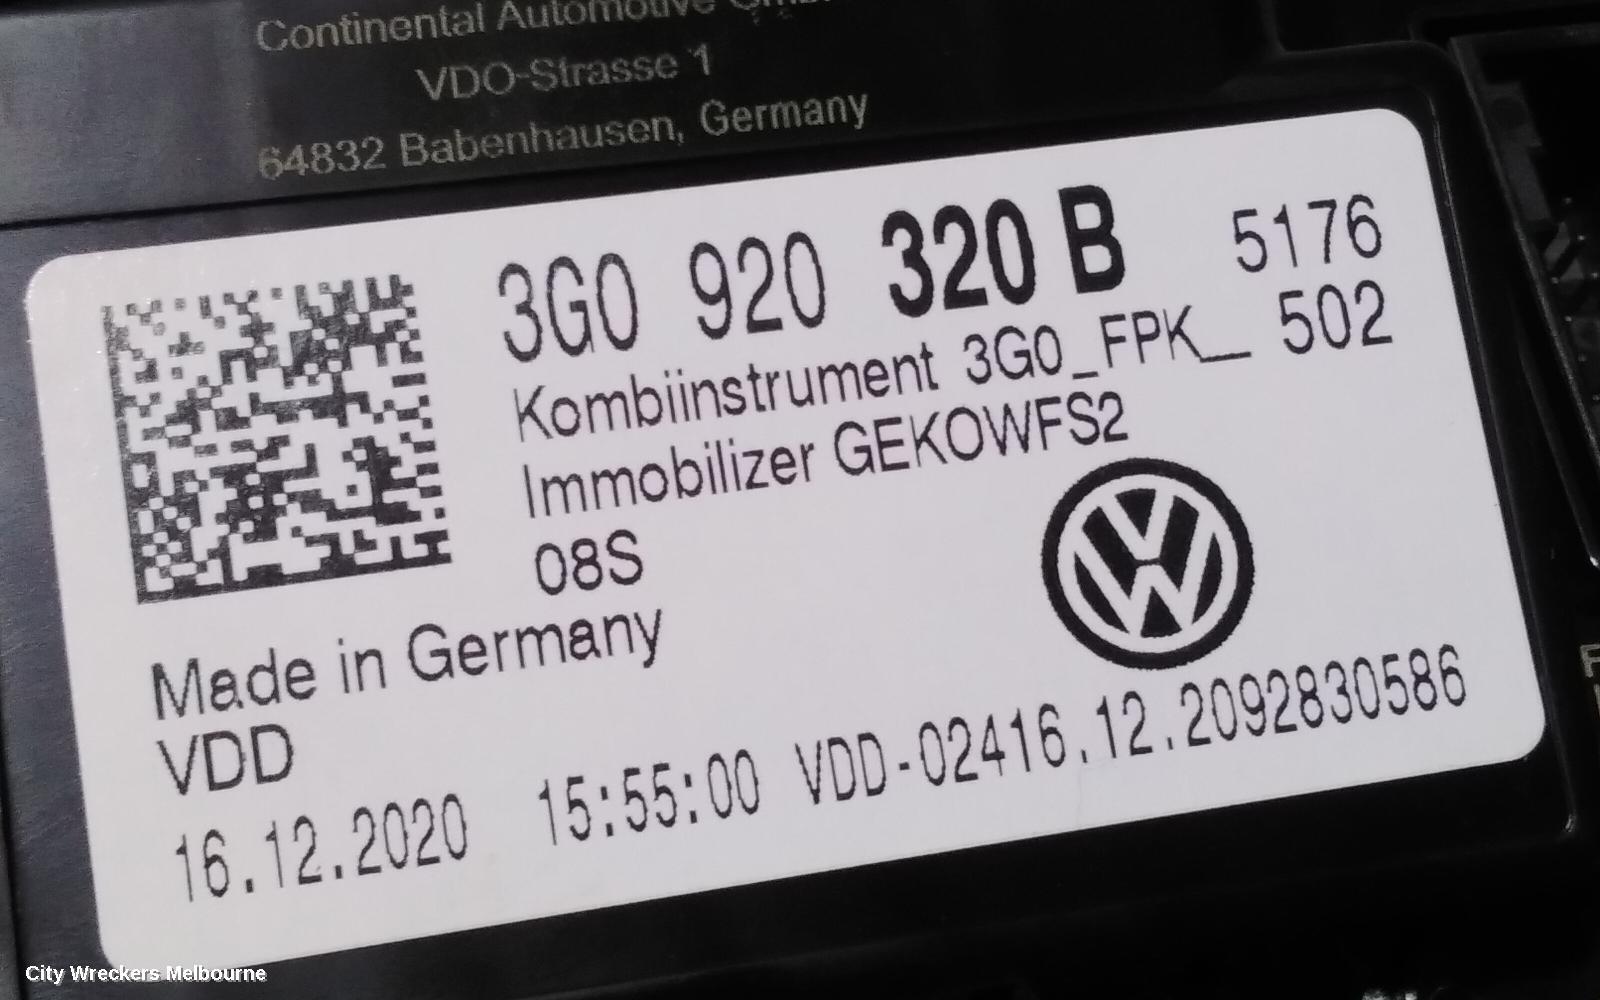 Continental Automotive GmbH
VDO-Strasse 1
64832 Babenhausen, Germany
3G0 920 320 B 5176
Kombiinstrument 3G0_FPK_ 502
Immobilizer GEKOWFS2
08S
Made in Germany
VDD
16.12.2020 15:55:00 VDD-02416.12.2092830586
City Wreckers Melbourne